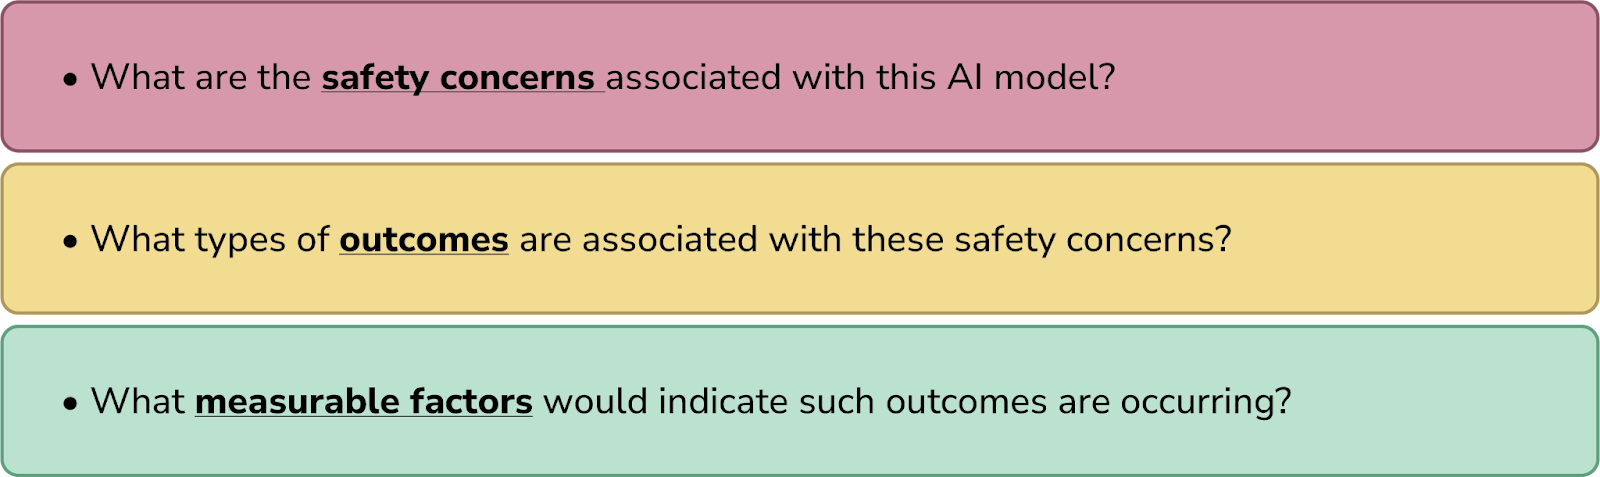 • What are the safety concerns associated with this AI model?
• What types of outcomes are associated with these safety concerns?
• What measurable factors would indicate such outcomes are occurring?